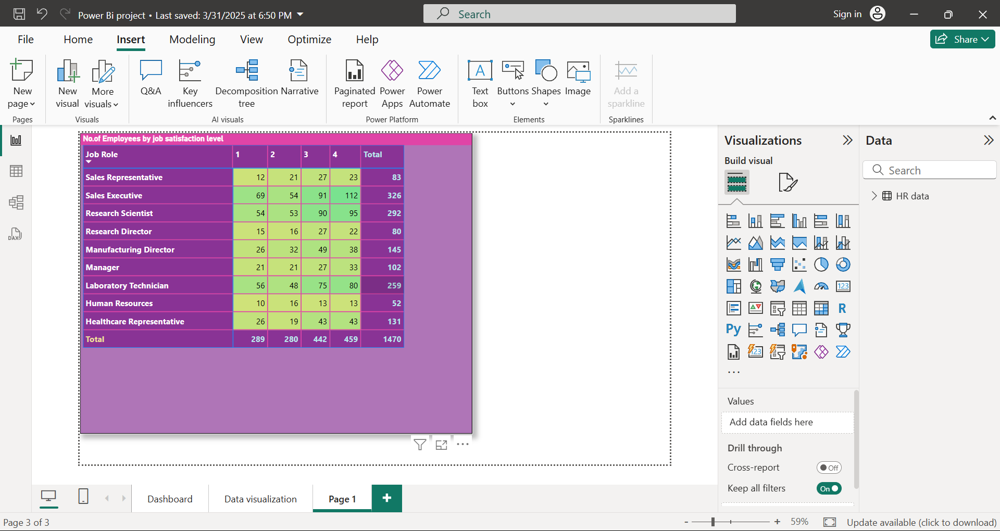 Power Bi project • Last saved: 3/31/2025 at 6:50 PM
Search
Sign in
File Home Insert Modeling View Optimize Help
Share
New page
New visual
More visuals
Q&A
Key influencers
Decomposition tree
Narrative
Paginated report
Power Apps
Power Automate
Text box
Buttons
Shapes
Image
Add a sparkline
Pages Visuals AI visuals Power Platform Elements Sparklines
DAX
No.of Employees by job satisfaction level
Job Role 1 2 3 4 Total
Sales Representative 12 21 27 23 83
Sales Executive 69 54 91 112 326
Research Scientist 54 53 90 95 292
Research Director 15 16 27 22 80
Manufacturing Director 26 32 49 38 145
Manager 21 21 27 33 102
Laboratory Technician 56 48 75 80 259
Human Resources 10 16 13 13 52
Healthcare Representative 26 19 43 43 131
Total 289 280 442 459 1470
Visualizations
Build visual
123
R
Py
123
Values
Add data fields here
Drill through
Cross-report Off
Keep all filters On
Data
Search
HR data
Dashboard Data visualization Page 1 +
Page 3 of 3
- + 59%
Update available (click to download)